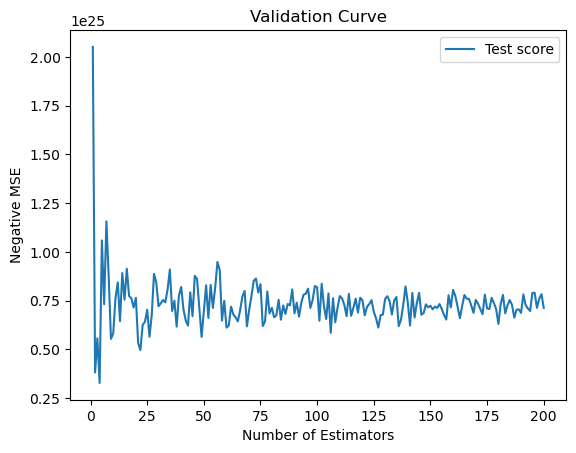 Validation Curve
1e25
Test score
2.00
1.75
1.50
1.25
1.00
0.75
0.50
0.25
Negative MSE
0 25 50 75 100 125 150 175 200
Number of Estimators